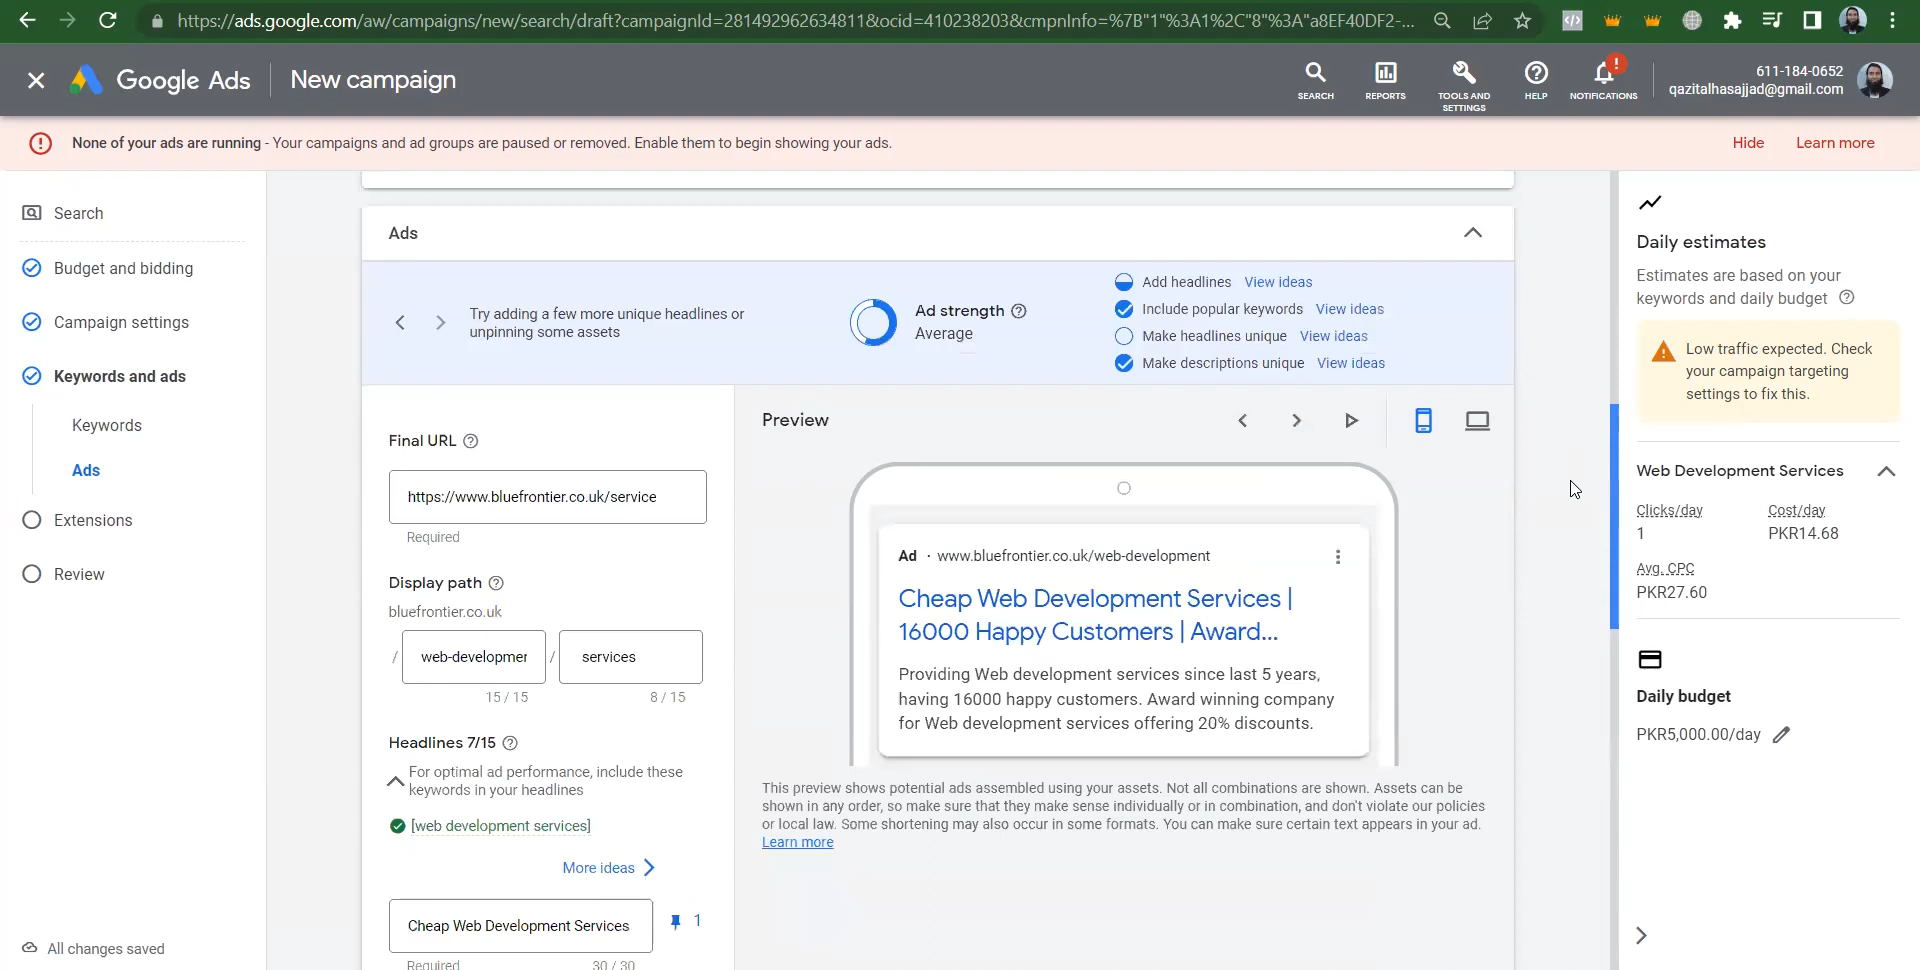 https://ads.google.com/aw/campaigns/new/search/draft?campaignId=281492962634811&ocid=410238203&cmpnInfo=%7B"1"%3A1%2C"8"%3A"a8EF40DF2-...
Google Ads
New campaign
SEARCH
REPORTS
TOOLS AND
SETTINGS
HELP
!
NOTIFICATIONS
611-184-0652
qazitalhasajjad@gmail.com
None of your ads are running - Your campaigns and ad groups are paused or removed. Enable them to begin showing your ads.
Hide
Learn more
Search
Budget and bidding
Campaign settings
Keywords and ads
Keywords
Ads
Extensions
Review
All changes saved
Ads
Try adding a few more unique headlines or
unpinning some assets
Ad strength
Average
Add headlines View ideas
Include popular keywords View ideas
Make headlines unique View ideas
Make descriptions unique View ideas
Final URL
https://www.bluefrontier.co.uk/service
Required
Display path
bluefrontier.co.uk
/ web-developmer / services
15 / 15
8 / 15
Headlines 7/15
For optimal ad performance, include these
keywords in your headlines
[web development services]
More ideas
Cheap Web Development Services
1
Required
30 / 30
Preview
Ad · www.bluefrontier.co.uk/web-development
Cheap Web Development Services |
16000 Happy Customers | Award...
Providing Web development services since last 5 years,
having 16000 happy customers. Award winning company
for Web development services offering 20% discounts.
This preview shows potential ads assembled using your assets. Not all combinations are shown. Assets can be
shown in any order, so make sure that they make sense individually or in combination, and don't violate our policies
or local law. Some shortening may also occur in some formats. You can make sure certain text appears in your ad.
Learn more
Daily estimates
Estimates are based on your
keywords and daily budget
Low traffic expected. Check
your campaign targeting
settings to fix this.
Web Development Services
Clicks/day
1
Cost/day
PKR14.68
Avg. CPC
PKR27.60
Daily budget
PKR5,000.00/day